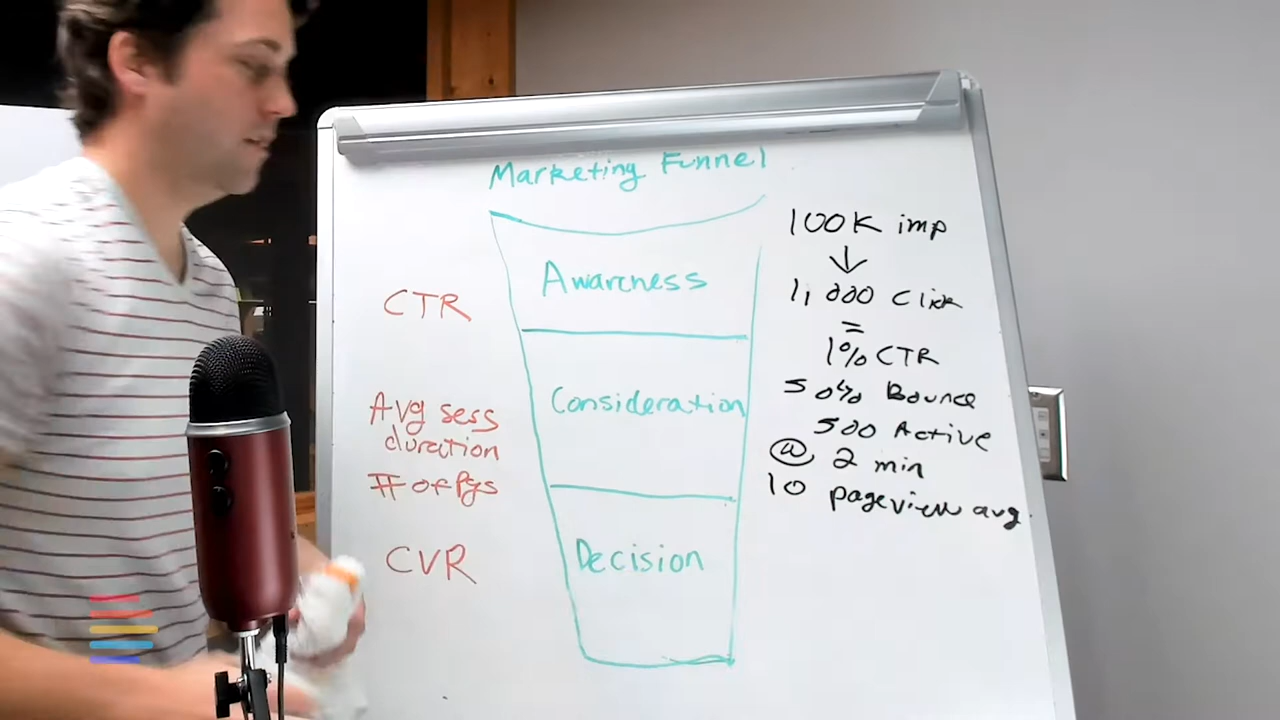 Marketing Funnel
Awareness
Consideration
Decision
CTR
Avg sess
duration
# of Pgs
CVR
100K imp
↓
1,000 Click
=
1% CTR
50% Bounce
500 Active
@ 2 min
10 pageview avg